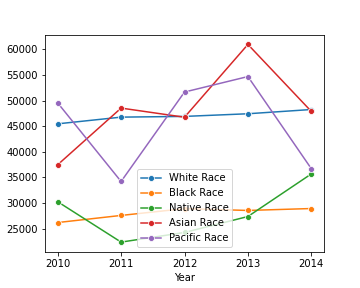 60000
55000
50000
45000
40000
35000
30000
25000
White Race
Black Race
Native Race
Asian Race
Pacific Race
2010 2011 2012 2013 2014
Year